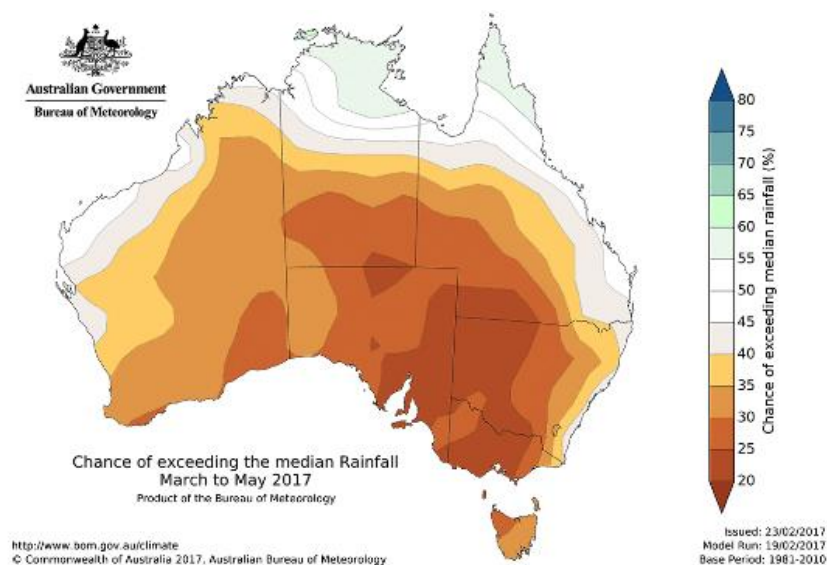 Australian Government
Bureau of Meteorology
80
75
70
65
60
55
50
45
40
35
30
25
20
Chance of exceeding median rainfall (%)
Chance of exceeding the median Rainfall
March to May 2017
Product of the Bureau of Meteorology
http://www.bom.gov.au/climate
© Commonwealth of Australia 2017, Australian Bureau of Meteorology
Issued: 23/02/2017
Model Run: 19/02/2017
Base Period: 1981-2010